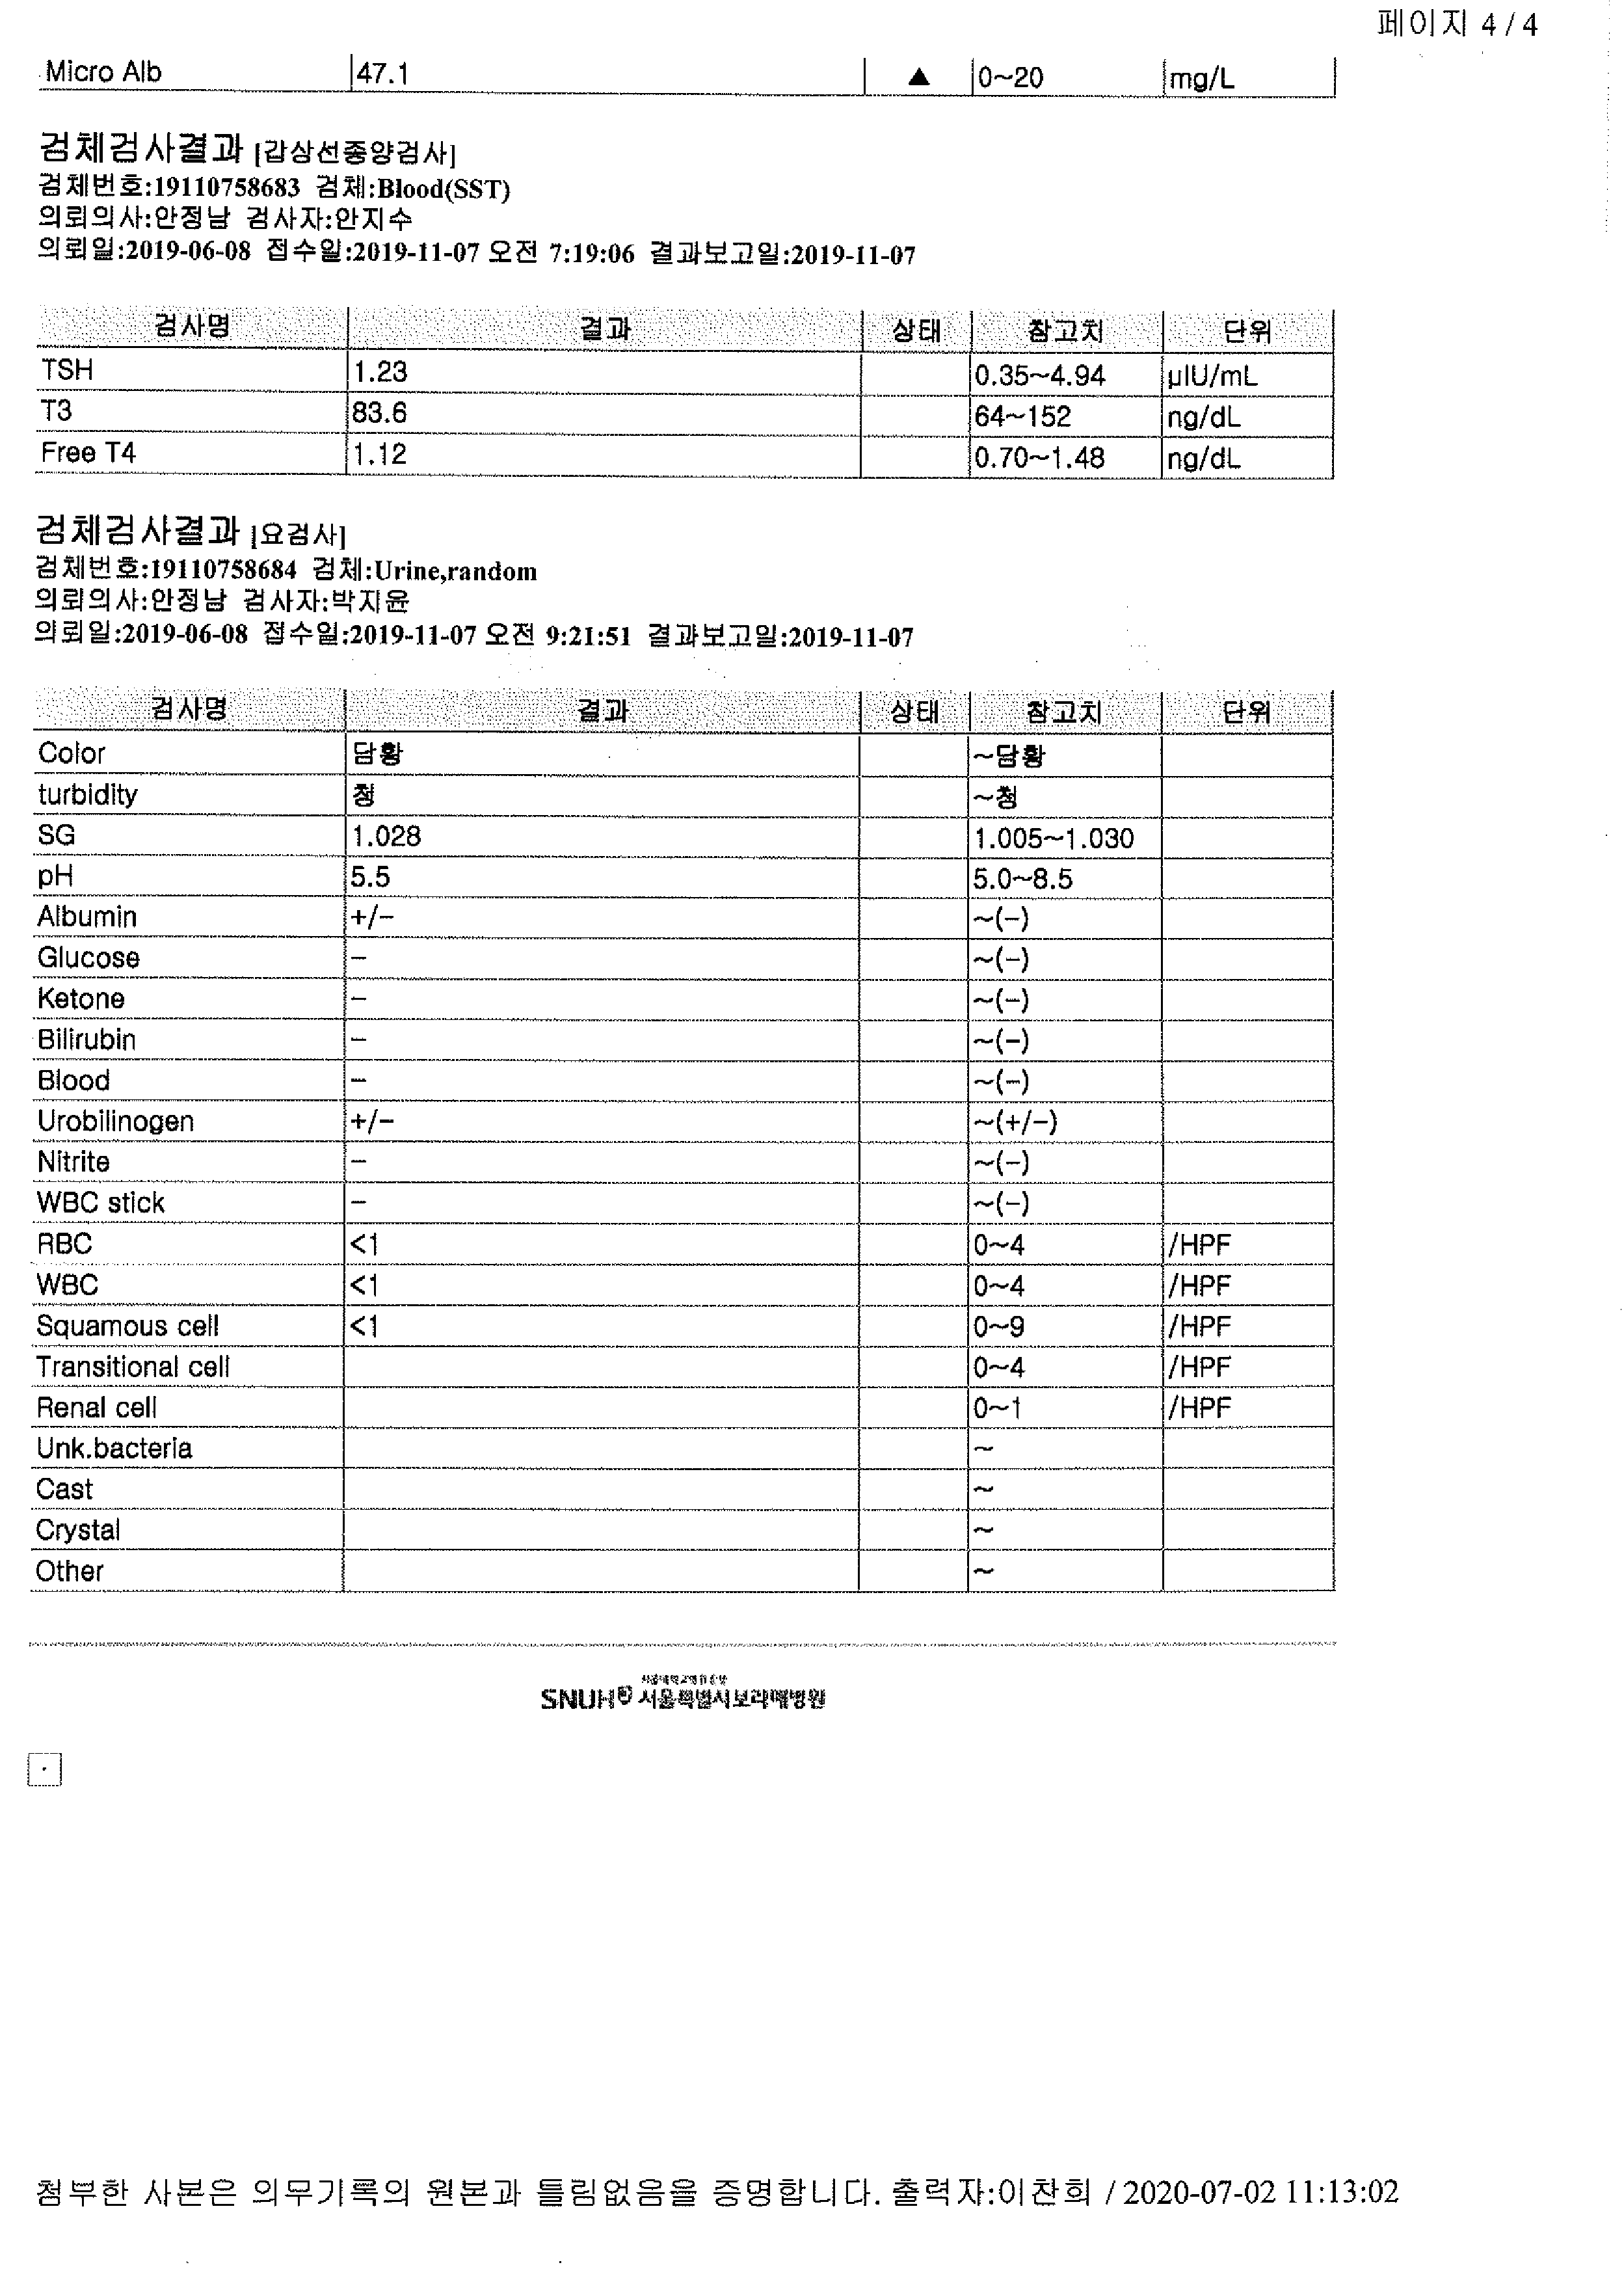 페이지 4 / 4
Micro Alb 47.1 ▲ 0~20 mg/L
검체검사결과 [갑상선종양검사]
검체번호:19110758683 검체:Blood(SST)
의뢰의사:안정남 검사자:안지수
의뢰일:2019-06-08 접수일:2019-11-07 오전 7:19:06 결과보고일:2019-11-07
검사명 결과 상태 참고치 단위
TSH 1.23 0.35~4.94 µIU/mL
T3 83.6 64~152 ng/dL
Free T4 1.12 0.70~1.48 ng/dL
검체검사결과 [요검사]
검체번호:19110758684 검체:Urine,random
의뢰의사:안정남 검사자:박지윤
의뢰일:2019-06-08 접수일:2019-11-07 오전 9:21:51 결과보고일:2019-11-07
검사명 결과 상태 참고치 단위
Color 담황 ~담황
turbidity 청 ~청
SG 1.028 1.005~1.030
pH 5.5 5.0~8.5
Albumin +/- ~(-)
Glucose - ~(-)
Ketone - ~(-)
Bilirubin - ~(-)
Blood - ~(-)
Urobilinogen +/- ~(+/-)
Nitrite - ~(-)
WBC stick - ~(-)
RBC <1 0~4 /HPF
WBC <1 0~4 /HPF
Squamous cell <1 0~9 /HPF
Transitional cell 0~4 /HPF
Renal cell 0~1 /HPF
Unk.bacteria ~
Cast ~
Crystal ~
Other ~
SNUH 서울특별시보라매병원
첨부한 사본은 의무기록의 원본과 틀림없음을 증명합니다. 출력자:이찬희 / 2020-07-02 11:13:02